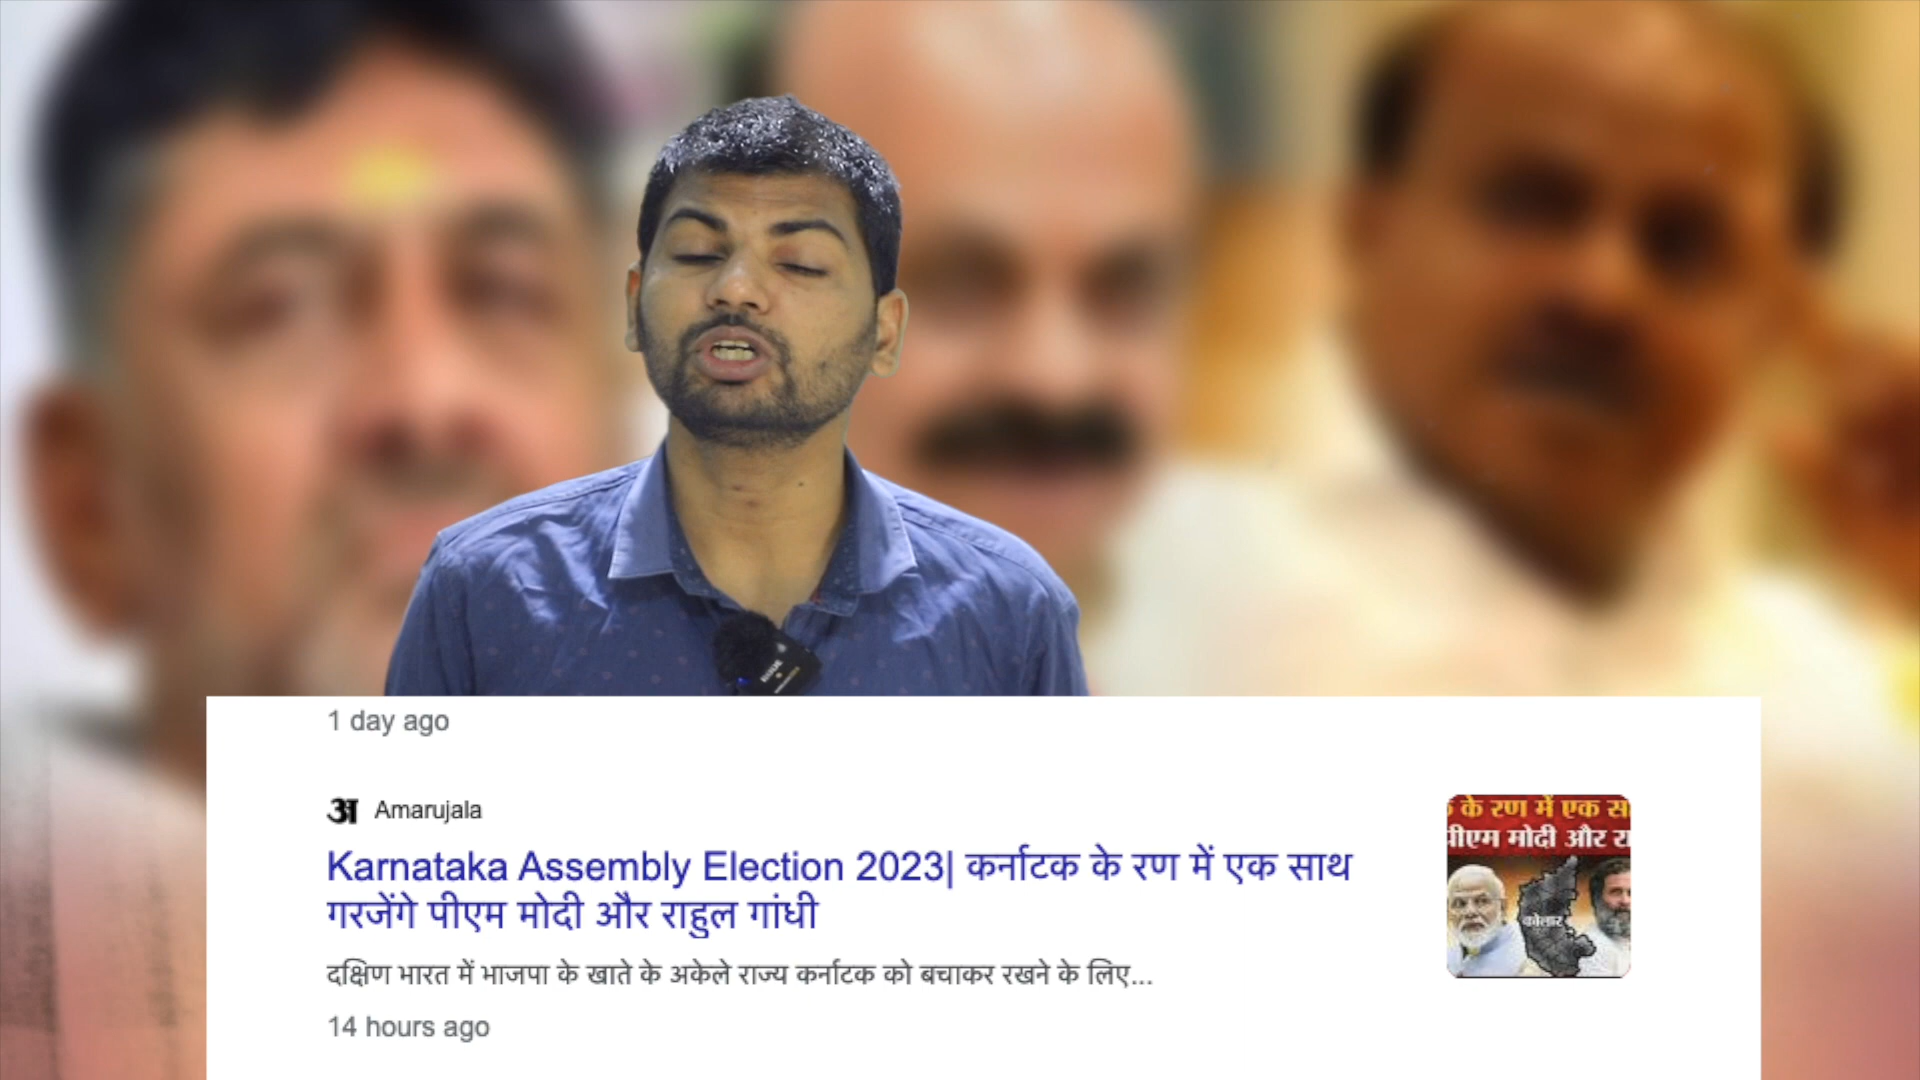 1 day ago
अ Amarujala
Karnataka Assembly Election 2023| कर्नाटक के रण में एक साथ
गरजेंगे पीएम मोदी और राहुल गांधी
दक्षिण भारत में भाजपा के खाते के अकेले राज्य कर्नाटक को बचाकर रखने के लिए...
14 hours ago
के रण में एक
पीएम मोदी और
कोलार